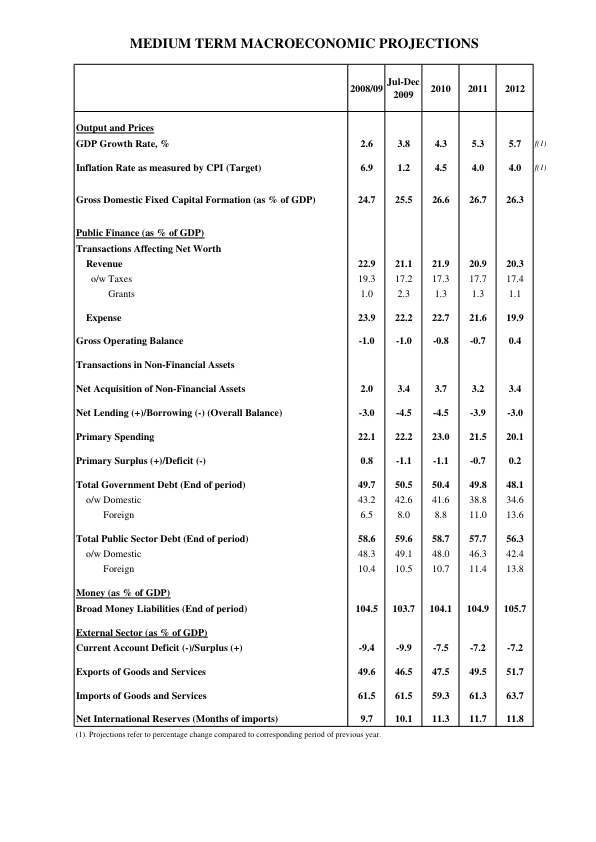 MEDIUM TERM MACROECONOMIC PROJECTIONS
2008/09 Jul-Dec 2009 2010 2011 2012
Output and Prices
GDP Growth Rate, % 2.6 3.8 4.3 5.3 5.7 f(1)
Inflation Rate as measured by CPI (Target) 6.9 1.2 4.5 4.0 4.0 f(1)
Gross Domestic Fixed Capital Formation (as % of GDP) 24.7 25.5 26.6 26.7 26.3
Public Finance (as % of GDP)
Transactions Affecting Net Worth
Revenue 22.9 21.1 21.9 20.9 20.3
o/w Taxes 19.3 17.2 17.3 17.7 17.4
Grants 1.0 2.3 1.3 1.3 1.1
Expense 23.9 22.2 22.7 21.6 19.9
Gross Operating Balance -1.0 -1.0 -0.8 -0.7 0.4
Transactions in Non-Financial Assets
Net Acquisition of Non-Financial Assets 2.0 3.4 3.7 3.2 3.4
Net Lending (+)/Borrowing (-) (Overall Balance) -3.0 -4.5 -4.5 -3.9 -3.0
Primary Spending 22.1 22.2 23.0 21.5 20.1
Primary Surplus (+)/Deficit (-) 0.8 -1.1 -1.1 -0.7 0.2
Total Government Debt (End of period) 49.7 50.5 50.4 49.8 48.1
o/w Domestic 43.2 42.6 41.6 38.8 34.6
Foreign 6.5 8.0 8.8 11.0 13.6
Total Public Sector Debt (End of period) 58.6 59.6 58.7 57.7 56.3
o/w Domestic 48.3 49.1 48.0 46.3 42.4
Foreign 10.4 10.5 10.7 11.4 13.8
Money (as % of GDP)
Broad Money Liabilities (End of period) 104.5 103.7 104.1 104.9 105.7
External Sector (as % of GDP)
Current Account Deficit (-)/Surplus (+) -9.4 -9.9 -7.5 -7.2 -7.2
Exports of Goods and Services 49.6 46.5 47.5 49.5 51.7
Imports of Goods and Services 61.5 61.5 59.3 61.3 63.7
Net International Reserves (Months of imports) 9.7 10.1 11.3 11.7 11.8
(1). Projections refer to percentage change compared to corresponding period of previous year.